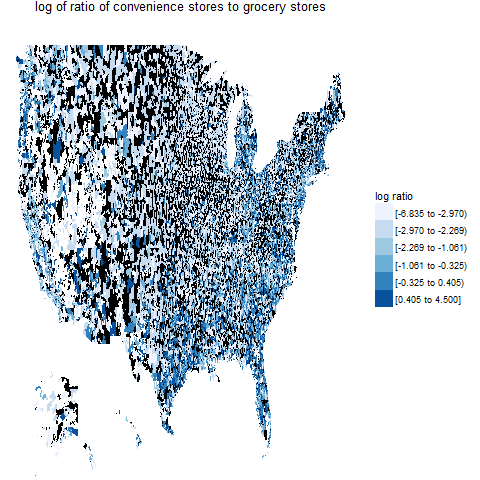 log of ratio of convenience stores to grocery stores
log ratio
[-6.835 to -2.970)
[-2.970 to -2.269)
[-2.269 to -1.061)
[-1.061 to -0.325)
[-0.325 to 0.405)
[0.405 to 4.500]